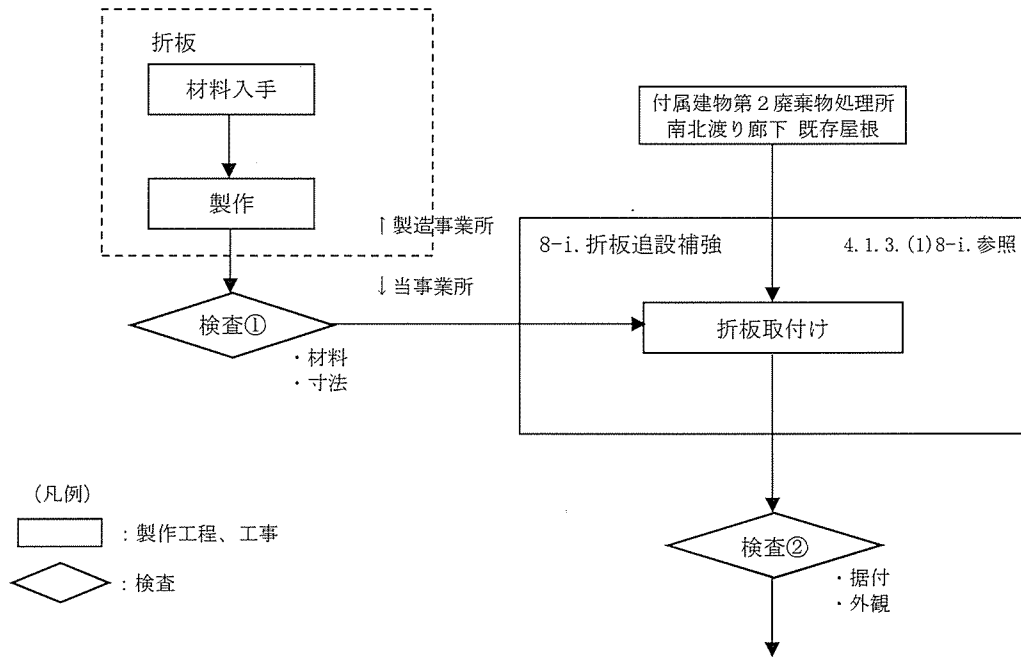 折板
材料入手
製作
↑製造事業所
↓当事業所
検査①
・材料
・寸法
付属建物第2廃棄物処理所
南北渡り廊下 既存屋根
8-i.折板追設補強
4.1.3.(1)8-i.参照
折板取付け
検査②
・据付
・外観
(凡例)
：製作工程、工事
：検査